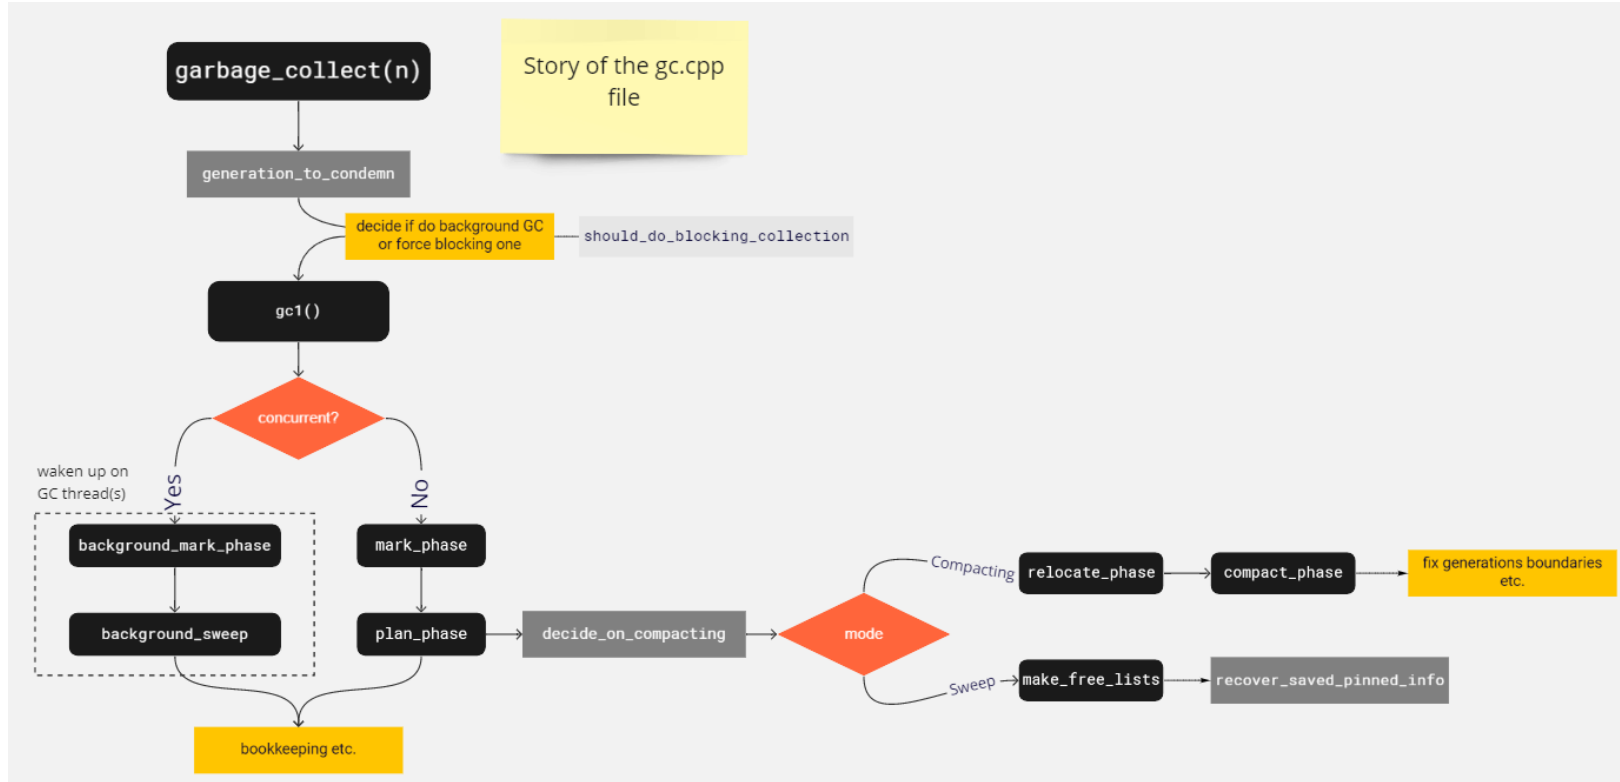 garbage_collect(n)
Story of the gc.cpp
file
generation_to_condemn
decide if do background GC
or force blocking one
should_do_blocking_collection
gc1()
concurrent?
waken up on
GC thread(s)
Yes
No
background_mark_phase
mark_phase
background_sweep
plan_phase
decide_on_compacting
mode
Compacting
relocate_phase
compact_phase
fix generations boundaries
etc.
Sweep
make_free_lists
recover_saved_pinned_info
bookkeeping etc.